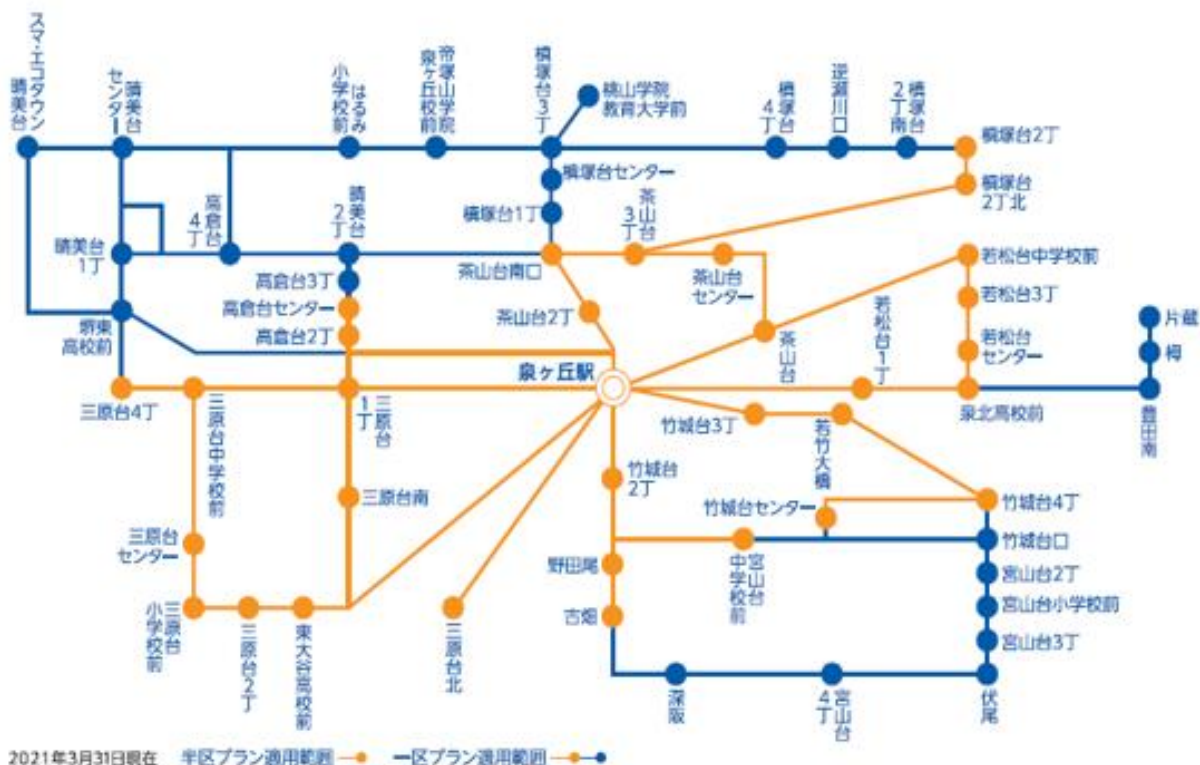 スマ・エコタウン
晴美台
晴美台
センター
はるみ
小学校前
帝塚山学院
泉ヶ丘校前
槇塚台
3丁
桃山学院
教育大学前
槇塚台
4丁
逆瀬川口
槇塚台
2丁南
槇塚台2丁
槇塚台
2丁北
槇塚台センター
槇塚台1丁
晴美台
1丁
高倉台
4丁
晴美台
2丁
高倉台3丁
高倉台センター
高倉台2丁
茶山台南口
茶山台
3丁
茶山台
センター
茶山台2丁
茶山台
若松台中学校前
若松台3丁
若松台
センター
若松台1丁
片蔵
栂
豊田南
泉北高校前
堺東
高校前
泉ヶ丘駅
三原台4丁
三原台中学校前
三原台
1丁
三原台南
三原台
センター
三原台
小学校前
三原台2丁
東大谷高校前
三原台北
竹城台3丁
若竹大橋
竹城台
2丁
竹城台センター
竹城台4丁
竹城台口
宮山台
中学校前
野田尾
古畑
宮山台2丁
宮山台小学校前
宮山台3丁
深阪
宮山台
4丁
伏尾
2021年3月31日現在 半区プラン適用範囲 一区プラン適用範囲